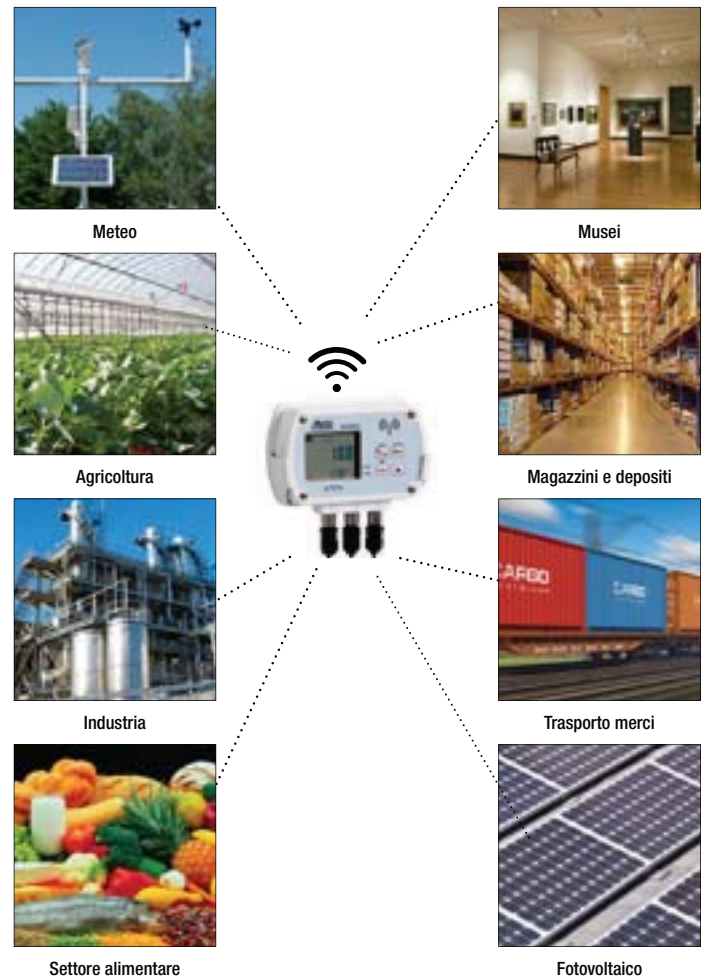 Meteo
Musei
Agricoltura
Magazzini e depositi
CARGO
Industria
Trasporto merci
Settore alimentare
Fotovoltaico